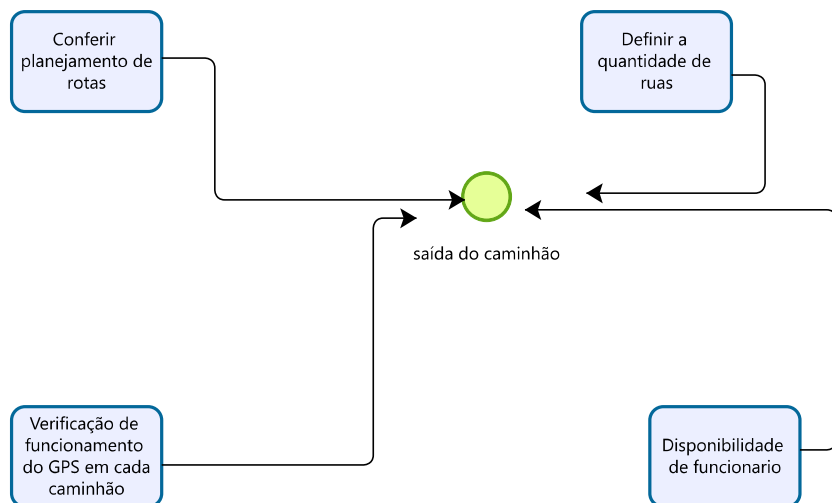 Conferir
planejamento de
rotas
Definir a
quantidade de
ruas
saída do caminhão
Verificação de
funcionamento
do GPS em cada
caminhão
Disponibilidade
de funcionario